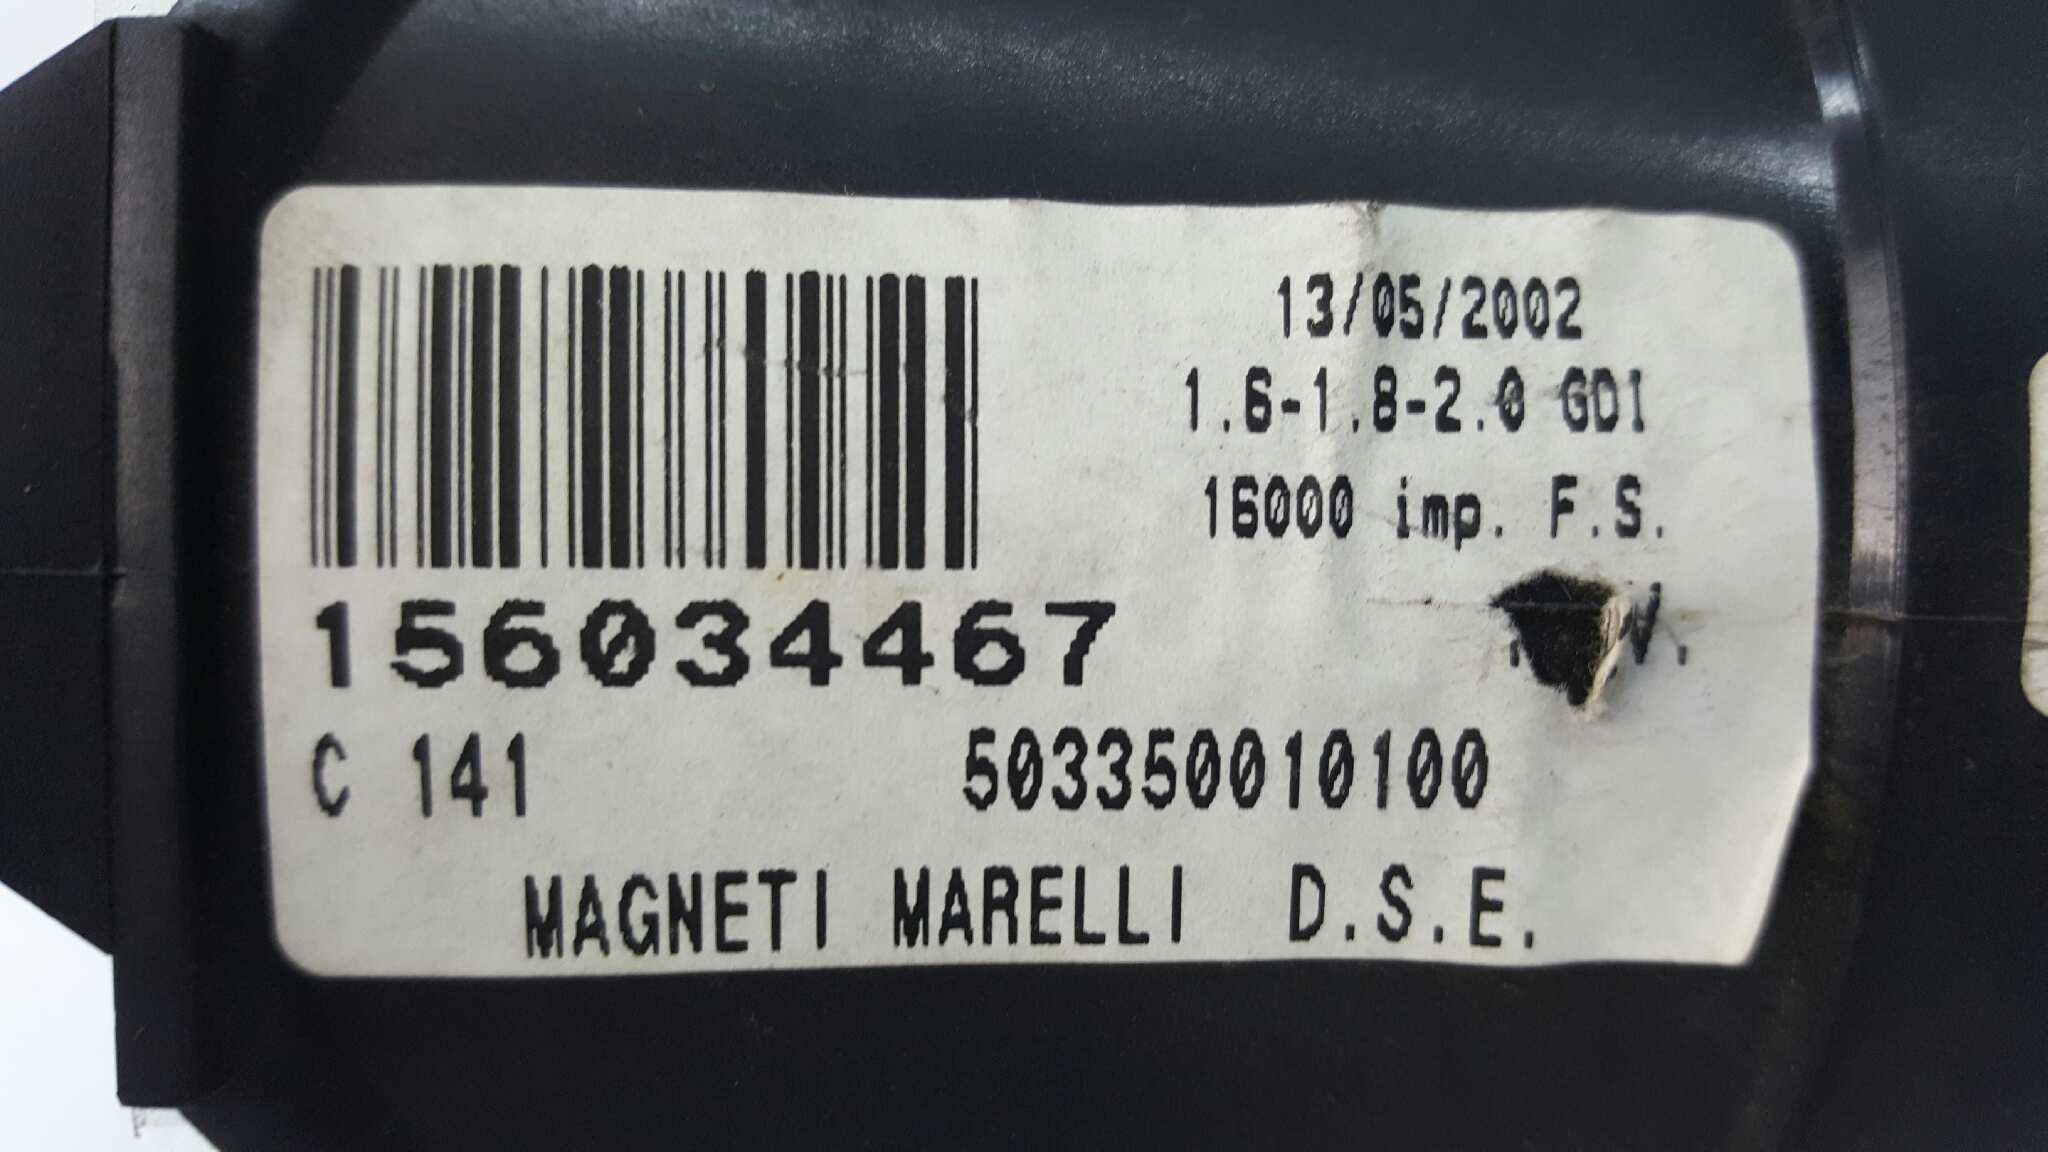 13/05/2002
1.6-1.8-2.0 GDI
16000 imp. F.S.
156034467
C 141 503350010100
MAGNETI MARELLI D.S.E.